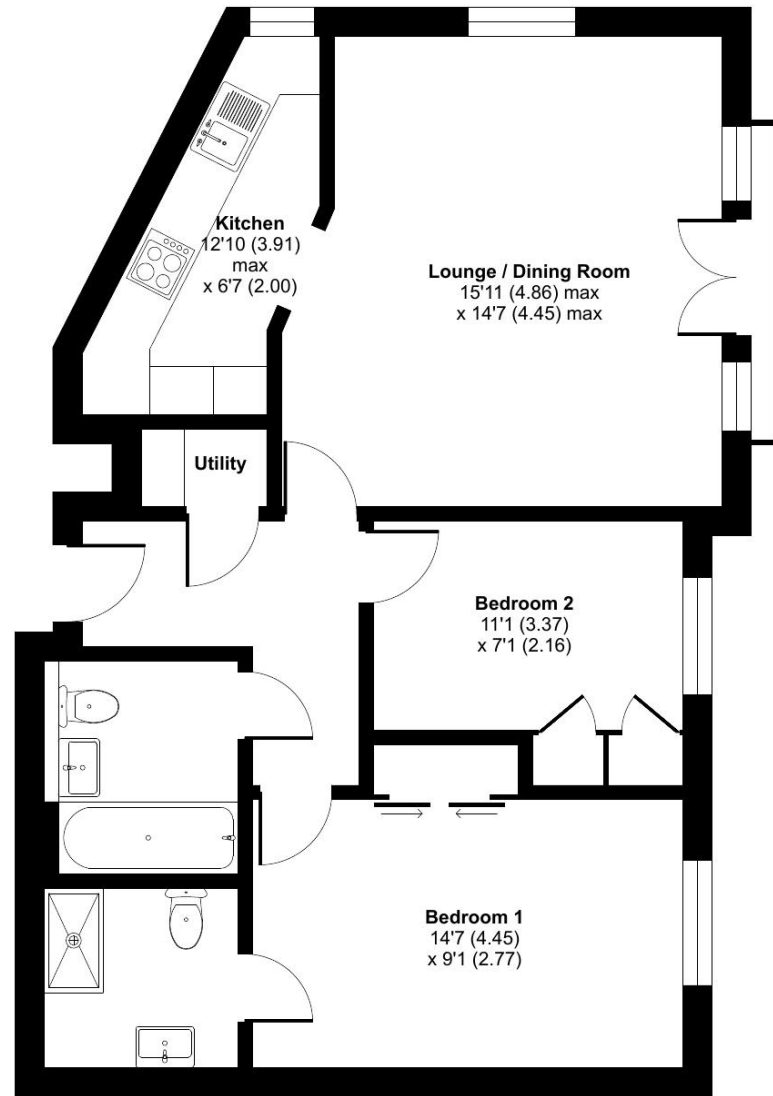 Kitchen
12'10 (3.91)
max
x 6'7 (2.00)
Lounge / Dining Room
15'11 (4.86) max
x 14'7 (4.45) max
Utility
Bedroom 2
11'1 (3.37)
x 7'1 (2.16)
Bedroom 1
14'7 (4.45)
x 9'1 (2.77)